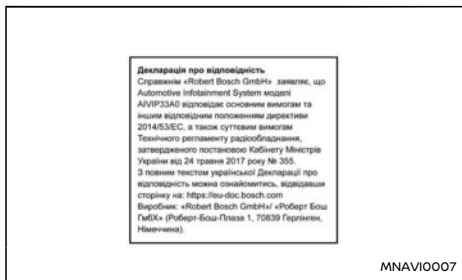 Декларація про відповідність
Справжнім «Robert Bosch GmbH» заявляє, що
Automotive Infotainment System моделі
AIVIP33A0 відповідає основним вимогам та
іншим відповідним положенням директиви
2014/53/EC, а також суттєвим вимогам
Технічного регламенту радіообладнання,
затвердженого постановою Кабінету Міністрів
України від 24 травня 2017 року № 355.
З повним текстом української Декларації про
відповідність можна ознайомитись, відвідавши
сторінку на: https://eu-doc.bosch.com
Виробник: «Robert Bosch GmbH»/ «Роберт Бош
ГмбХ» (Роберт-Бош-Плаза 1, 70839 Герлінген,
Німеччина).
MNAVI0007